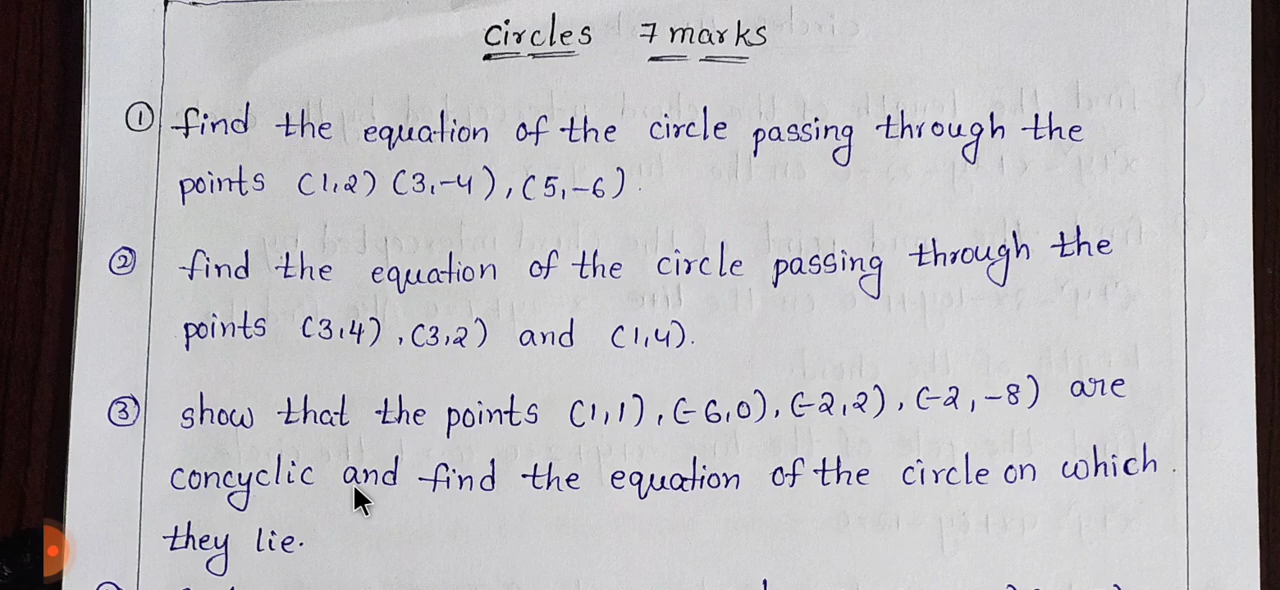 Circles 7 marks
① find the equation of the circle passing through the
points (1,2) (3,-4), (5,-6).
② find the equation of the circle passing through the
points (3,4), (3,2) and (1,4).
③ show that the points (1,1), (-6,0), (-2,2), (-2,-8) are
concyclic and find the equation of the circle on which
they lie.